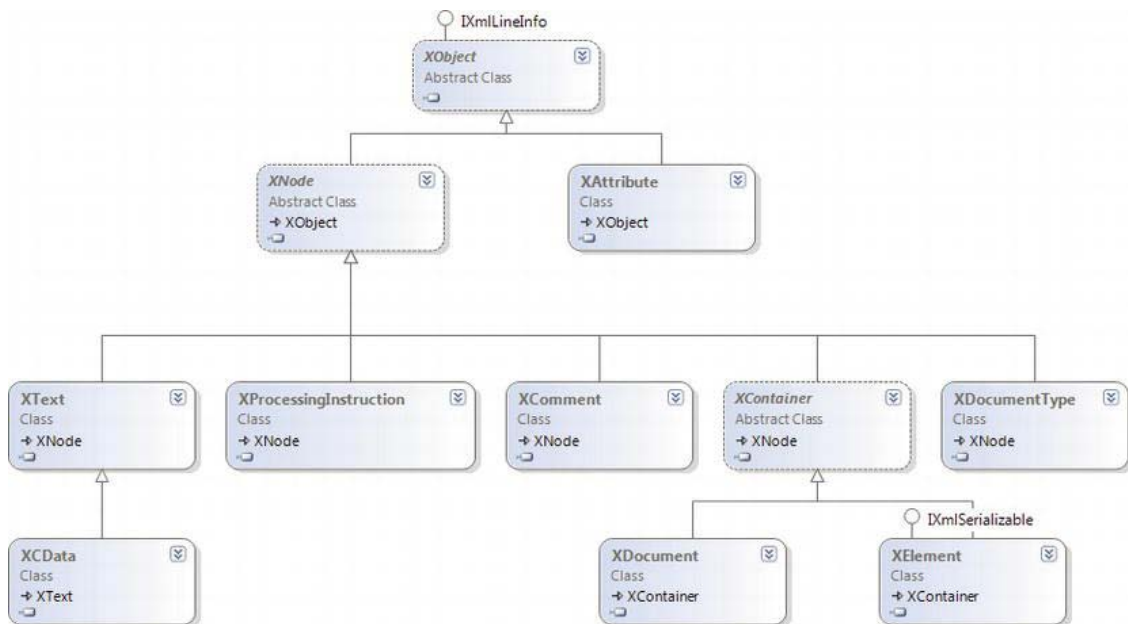 IXmlLineInfo
XObject
Abstract Class
XNode
Abstract Class
XObject
XAttribute
Class
XObject
XText
Class
XNode
XProcessingInstruction
Class
XNode
XComment
Class
XNode
XContainer
Abstract Class
XNode
XDocumentType
Class
XNode
XCData
Class
XText
XDocument
Class
XContainer
IXmlSerializable
XElement
Class
XContainer